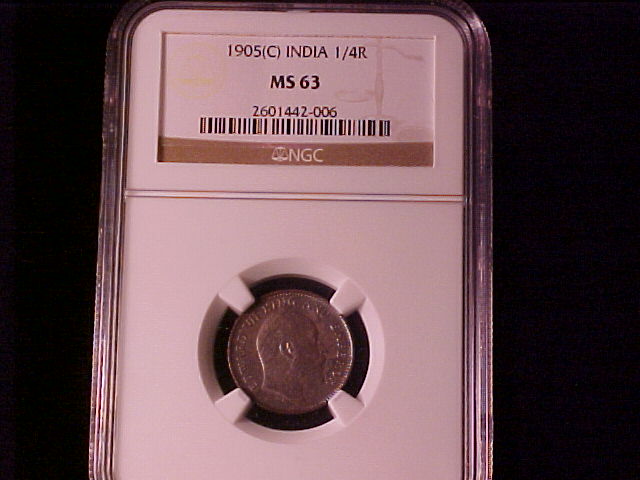 1905(C) INDIA 1/4R
MS 63
2601442-006
NGC